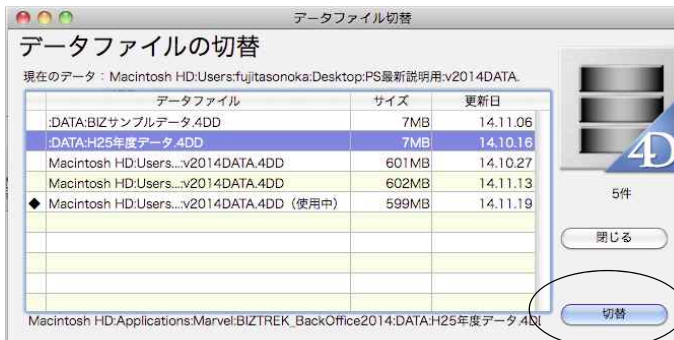 データファイル切替
データファイルの切替
現在のデータ：Macintosh HD:Users:fujitasonoka:Desktop:PS最新説明用:v2014DATA.
データファイル サイズ 更新日
:DATA:BIZサンプルデータ.4DD 7MB 14.11.06
:DATA:H25年度データ.4DD 7MB 14.10.16
Macintosh HD:Users...:v2014DATA.4DD 601MB 14.10.27
Macintosh HD:Users...:v2014DATA.4DD 602MB 14.11.13
◆ Macintosh HD:Users...:v2014DATA.4DD（使用中） 599MB 14.11.19
4D
5件
閉じる
切替
Macintosh HD:Applications:Marvel:BIZTREK_BackOffice2014:DATA:H25年度データ.4D